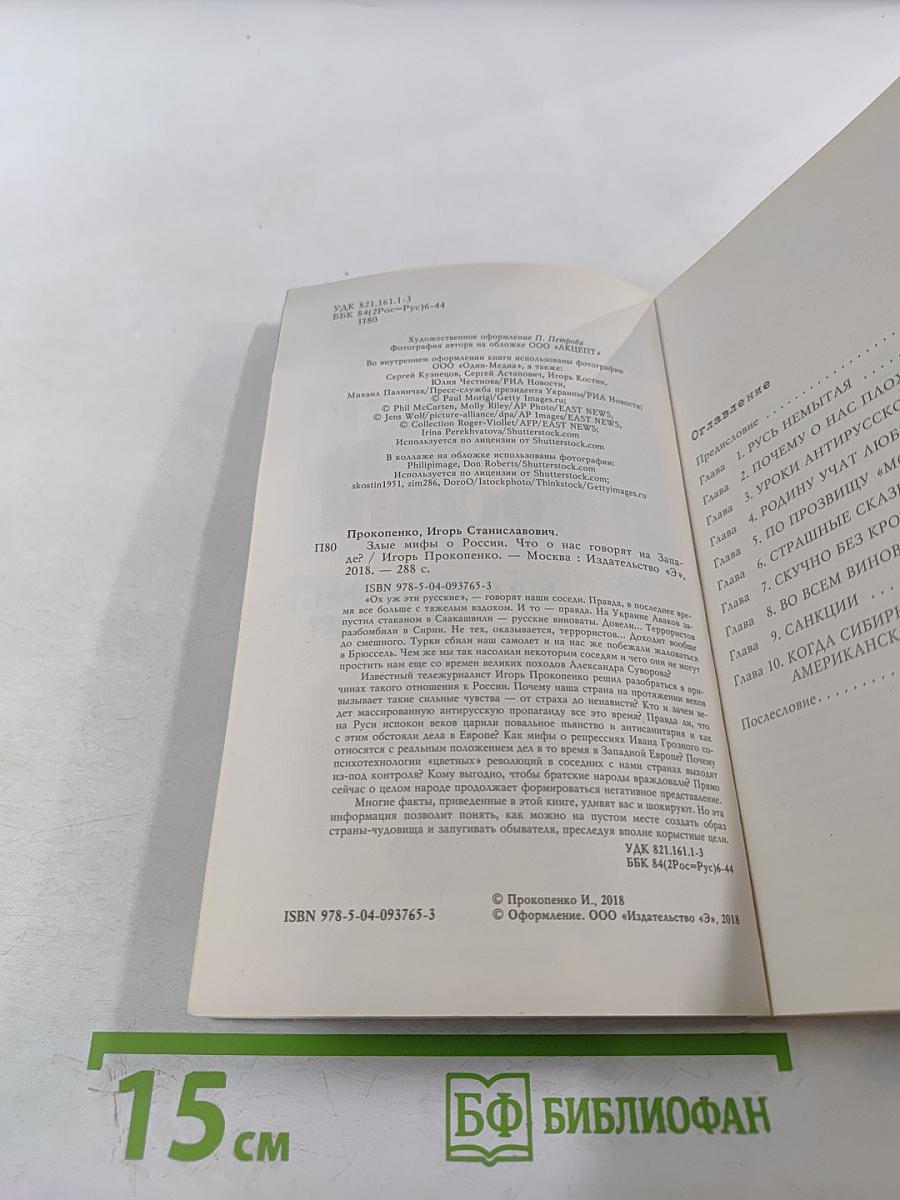 УДК 821.161.1-3
ББК 84(2Рос=Рус)6-44
П80
Художественное оформление П. Петрова
Фотография автора на обложке ООО «АКЦЕПТ»
Во внутреннем оформлении книги использованы фотографии
ООО «Один-Медиа», а также:
Сергей Кузнецов, Сергей Астапович, Игорь Костин,
Юлия Честнова/РИА Новости,
Михаил Палинчак/Пресс-служба президента Украины/РИА Новости;
© Paul Morigi/Getty Images.ru;
© Phil McCarten, Molly Riley/AP Photo/EAST NEWS,
© Jens Wolf/picture-alliance/dpa/AP Images/EAST NEWS,
© Collection Roger-Viollet/AFP/EAST NEWS;
Irina Perekhvatova/Shutterstock.com
Используется по лицензии от Shutterstock.com
В коллаже на обложке использованы фотографии:
Philipimage, Don Roberts/Shutterstock.com
Используется по лицензии от Shutterstock.com;
skostin1951, zim286, DoroO/Istockphoto/Thinkstock/Gettyimages.ru
Прокопенко, Игорь Станиславович.
П80 Злые мифы о России. Что о нас говорят на Запа-
де? / Игорь Прокопенко. — Москва : Издательство «Э»,
2018. — 288 с.
ISBN 978-5-04-093765-3
«Ох уж эти русские», — говорят наши соседи. Правда, в последнее вре-
мя все больше с тяжелым вздохом. И то — правда. На Украине Аваков за-
пустил стаканом в Саакашвили — русские виноваты. Довели... Террористов
разбомбили в Сирии. Не тех, оказывается, террористов... Доходит вообще
до смешного. Турки сбили наш самолет и на нас же побежали жаловаться
в Брюссель. Чем же мы так насолили некоторым соседям и чего они не могут
простить нам еще со времен великих походов Александра Суворова?
Известный тележурналист Игорь Прокопенко решил разобраться в при-
чинах такого отношения к России. Почему наша страна на протяжении веков
вызывает такие сильные чувства — от страха до ненависти? Кто и зачем ве-
дет массированную антирусскую пропаганду все это время? Правда ли, что
на Руси испокон веков царили повальное пьянство и антисанитария и как
с этим обстояли дела в Европе? Как мифы о репрессиях Ивана Грозного со-
относятся с реальным положением дел в то время в Западной Европе? Почему
психотехнологии «цветных» революций в соседних с нами странах выходят
из-под контроля? Кому выгодно, чтобы братские народы враждовали? Прямо
сейчас о целом народе продолжает формироваться негативное представление.
Многие факты, приведенные в этой книге, удивят вас и шокируют. Но эта
информация позволит понять, как можно на пустом месте создать образ
страны-чудовища и запугивать обывателя, преследуя вполне корыстные цели.
УДК 821.161.1-3
ББК 84(2Рос=Рус)6-44
© Прокопенко И., 2018
ISBN 978-5-04-093765-3 © Оформление. ООО «Издательство «Э», 2018
Оглавление
Предисловие
Глава 1. РУСЬ НЕМЫТАЯ
Глава 2. ПОЧЕМУ О НАС ПЛОХ
Глава 3. УРОКИ АНТИРУССКО
Глава 4. РОДИНУ УЧАТ ЛЮБ
Глава 5. ПО ПРОЗВИЩУ «МО
Глава 6. СТРАШНЫЕ СКАЗ
Глава 7. СКУЧНО БЕЗ КРО
Глава 8. ВО ВСЕМ ВИНОВ
Глава 9. САНКЦИИ
Глава 10. КОГДА СИБИРЬ
АМЕРИКАНСК
Послесловие
15 см
БФ БИБЛИОФАН